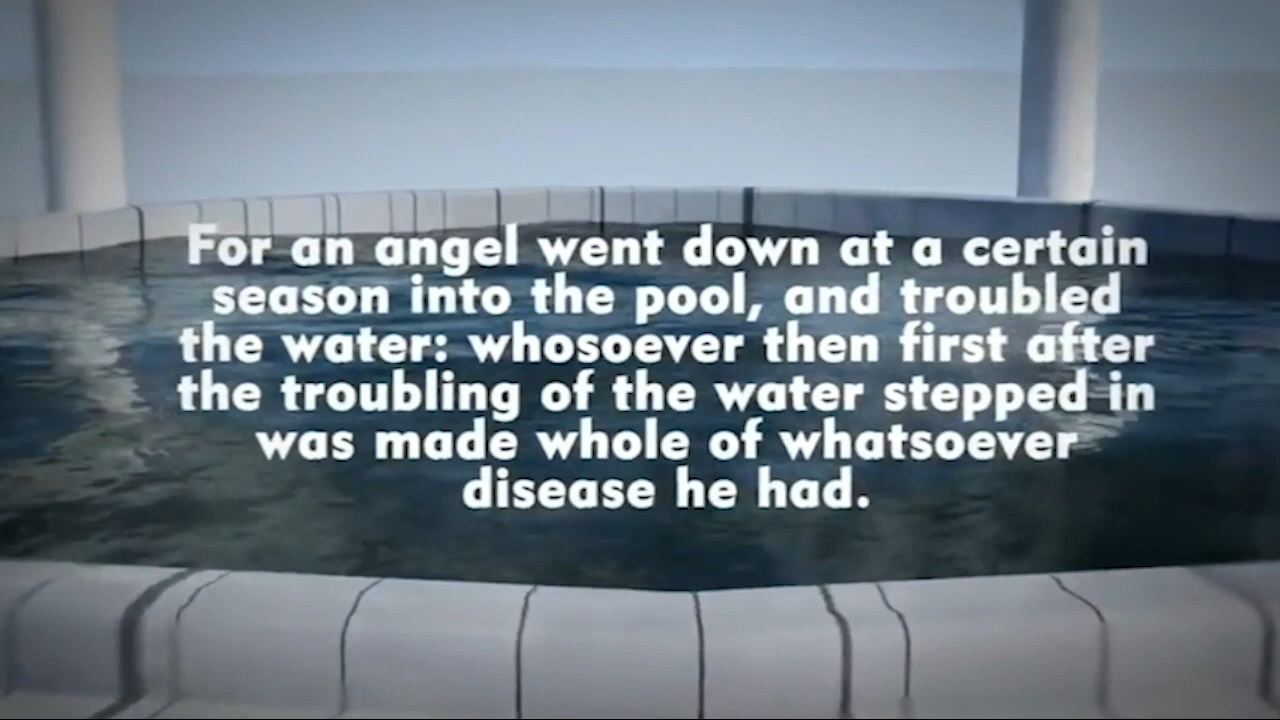 For an angel went down at a certain
season into the pool, and troubled
the water: whosoever then first after
the troubling of the water stepped in
was made whole of whatsoever
disease he had.